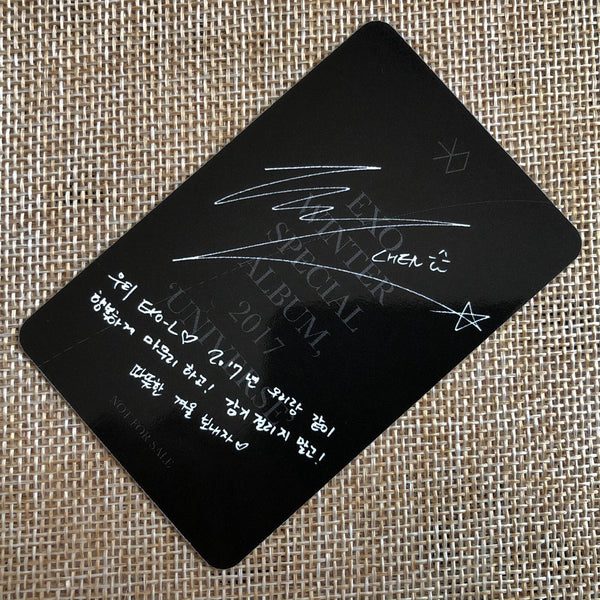 EXO
WINTER
SPECIAL
ALBUM,
2017
'UNIVERSE'
CHEN
우리 EXO-L♡ 2017년 우리랑 같이
행복하게 마무리 하고! 감기 걸리지 말고!
따뜻한 겨울 보내자♡
NOT FOR SALE